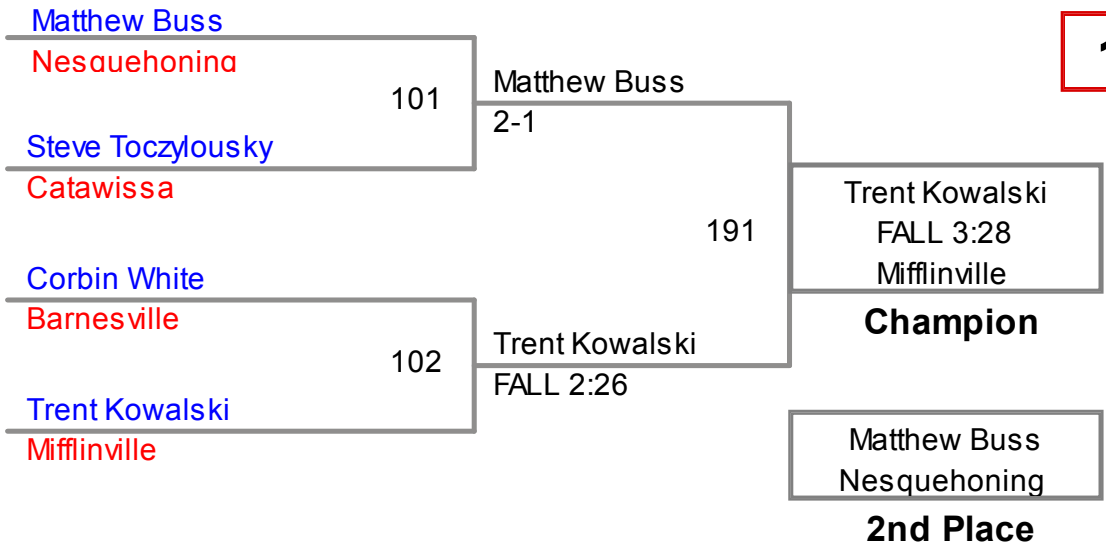 Matthew Buss
Nesquehoning
101
Matthew Buss
2-1
Steve Toczylousky
Catawissa
191
Trent Kowalski
FALL 3:28
Mifflinville
Champion
Corbin White
Barnesville
102
Trent Kowalski
FALL 2:26
Trent Kowalski
Mifflinville
Matthew Buss
Nesquehoning
2nd Place